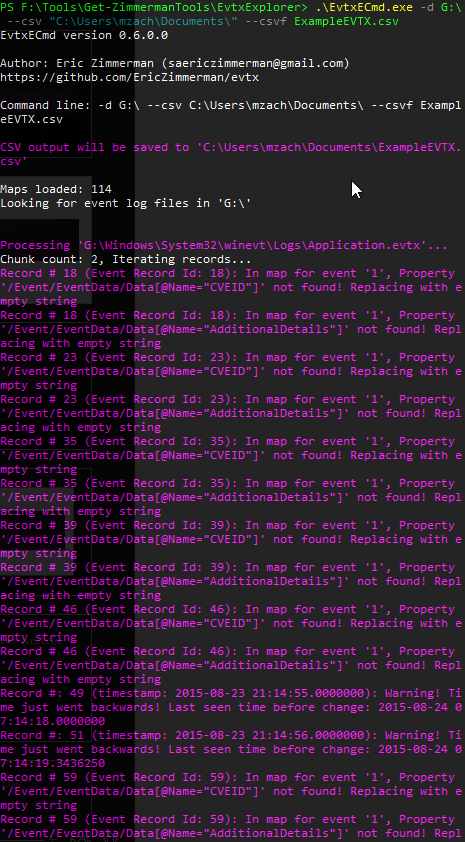 PS F:\Tools\Get-ZimmermanTools\EvtxExplorer> .\EvtxECmd.exe -d G:\
 --csv "C:\Users\mzach\Documents\" --csvf ExampleEVTX.csv
EvtxECmd version 0.6.0.0
Author: Eric Zimmerman (saericzimmerman@gmail.com)
https://github.com/EricZimmerman/evtx
Command line: -d G:\ --csv C:\Users\mzach\Documents\ --csvf Exampl
eEVTX.csv
CSV output will be saved to 'C:\Users\mzach\Documents\ExampleEVTX.
csv'
Maps loaded: 114
Looking for event log files in 'G:\'
Processing 'G:\Windows\System32\winevt\Logs\Application.evtx'...
Chunk count: 2, Iterating records...
Record # 18 (Event Record Id: 18): In map for event '1', Property
'/Event/EventData/Data[@Name="CVEID"]' not found! Replacing with e
mpty string
Record # 18 (Event Record Id: 18): In map for event '1', Property
'/Event/EventData/Data[@Name="AdditionalDetails"]' not found! Repl
acing with empty string
Record # 23 (Event Record Id: 23): In map for event '1', Property
'/Event/EventData/Data[@Name="CVEID"]' not found! Replacing with e
mpty string
Record # 23 (Event Record Id: 23): In map for event '1', Property
'/Event/EventData/Data[@Name="AdditionalDetails"]' not found! Repl
acing with empty string
Record # 35 (Event Record Id: 35): In map for event '1', Property
'/Event/EventData/Data[@Name="CVEID"]' not found! Replacing with e
mpty string
Record # 35 (Event Record Id: 35): In map for event '1', Property
'/Event/EventData/Data[@Name="AdditionalDetails"]' not found! Repl
acing with empty string
Record # 39 (Event Record Id: 39): In map for event '1', Property
'/Event/EventData/Data[@Name="CVEID"]' not found! Replacing with e
mpty string
Record # 39 (Event Record Id: 39): In map for event '1', Property
'/Event/EventData/Data[@Name="AdditionalDetails"]' not found! Repl
acing with empty string
Record # 46 (Event Record Id: 46): In map for event '1', Property
'/Event/EventData/Data[@Name="CVEID"]' not found! Replacing with e
mpty string
Record # 46 (Event Record Id: 46): In map for event '1', Property
'/Event/EventData/Data[@Name="AdditionalDetails"]' not found! Repl
acing with empty string
Record #: 49 (timestamp: 2015-08-23 21:14:55.0000000): Warning! Ti
me just went backwards! Last seen time before change: 2015-08-24 0
7:14:18.0000000
Record #: 51 (timestamp: 2015-08-23 21:14:56.0000000): Warning! Ti
me just went backwards! Last seen time before change: 2015-08-24 0
7:14:19.3436250
Record # 59 (Event Record Id: 59): In map for event '1', Property
'/Event/EventData/Data[@Name="CVEID"]' not found! Replacing with e
mpty string
Record # 59 (Event Record Id: 59): In map for event '1', Property
'/Event/EventData/Data[@Name="AdditionalDetails"]' not found! Repl